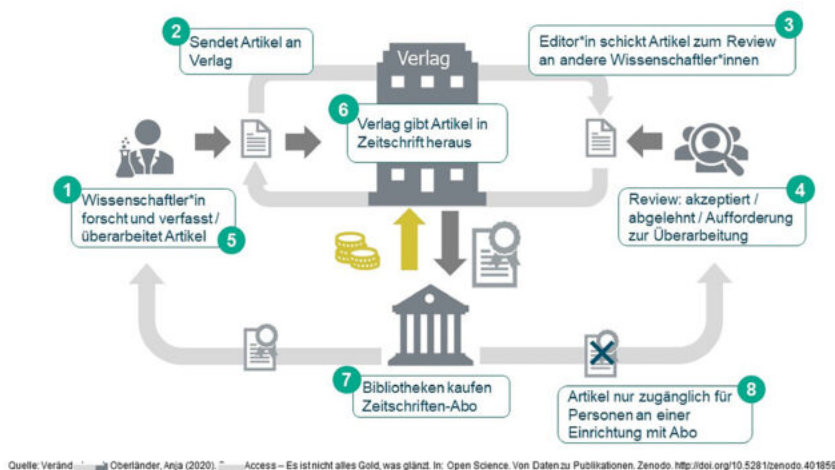 2
Sendet Artikel an
Verlag
Verlag
3
Editor*in schickt Artikel zum Review
an andere Wissenschaftler*innen
6
Verlag gibt Artikel in
Zeitschrift heraus
1
Wissenschaftler*in
forscht und verfasst /
überarbeitet Artikel
5
4
Review: akzeptiert /
abgelehnt / Aufforderung
zur Überarbeitung
7
Bibliotheken kaufen
Zeitschriften-Abo
8
Artikel nur zugänglich für
Personen an einer
Einrichtung mit Abo
Quelle: Oberländer, Anja (2020). Access – Es ist nicht alles Gold, was glänzt. In: Open Science. Von Daten zu Publikationen. Zenodo. http://doi.org/10.5281/zenodo.401859